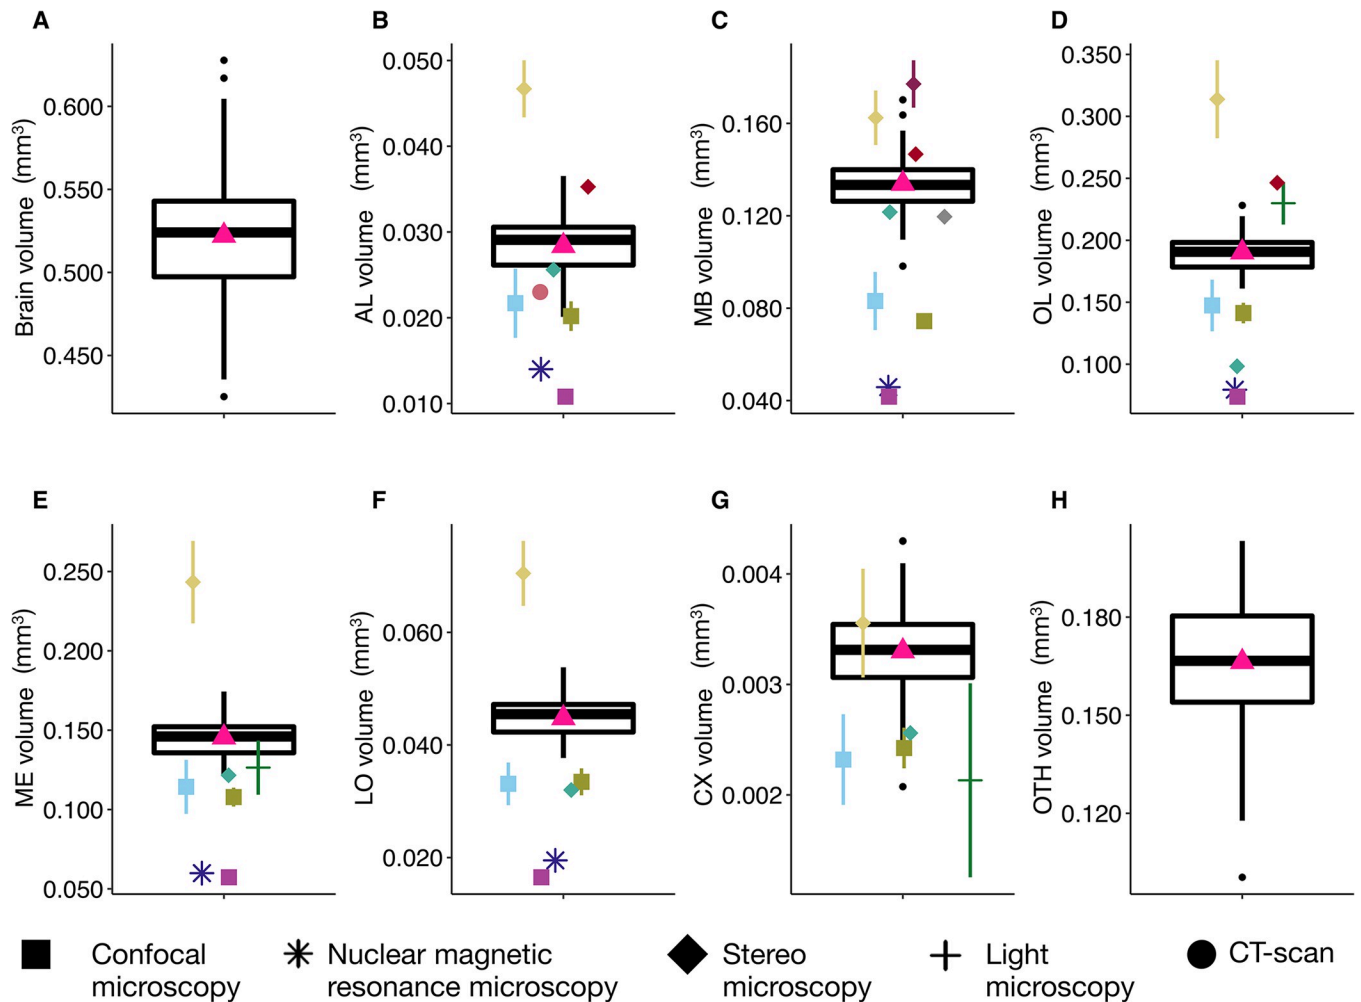 A
Brain volume (mm³)
0.600
0.550
0.500
0.450
B
AL volume (mm³)
0.050
0.040
0.030
0.020
0.010
C
MB volume (mm³)
0.160
0.120
0.080
0.040
D
OL volume (mm³)
0.350
0.300
0.250
0.200
0.150
0.100
E
ME volume (mm³)
0.250
0.200
0.150
0.100
0.050
F
LO volume (mm³)
0.060
0.040
0.020
G
CX volume (mm³)
0.004
0.003
0.002
H
OTH volume (mm³)
0.180
0.150
0.120
Confocal
microscopy
Nuclear magnetic
resonance microscopy
Stereo
microscopy
Light
microscopy
CT-scan